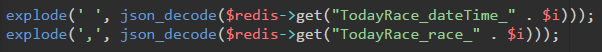 explode(' ', json_decode($redis->get("TodayRace_dateTime_" . $i)));
explode(',', json_decode($redis->get("TodayRace_race_" . $i)));